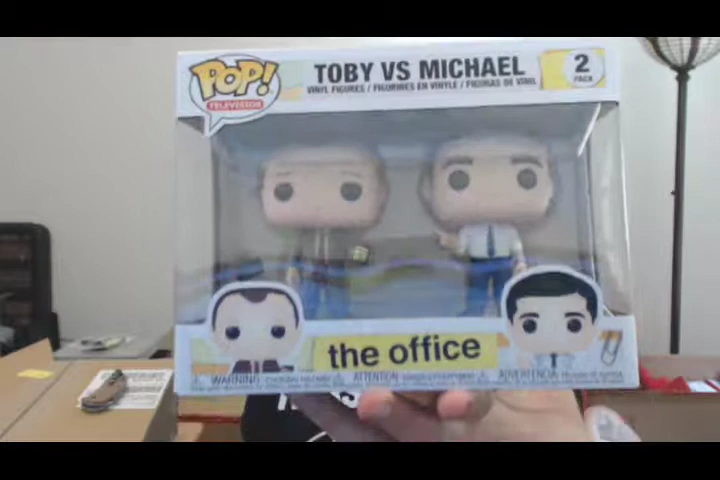 POP!
TELEVISION
TOBY VS MICHAEL
VINYL FIGURES / FIGURINES EN VINYLE / FIGURAS DE VINIL
2
PACK
the office
WARNING:
ATTENTION:
ADVERTENCIA: